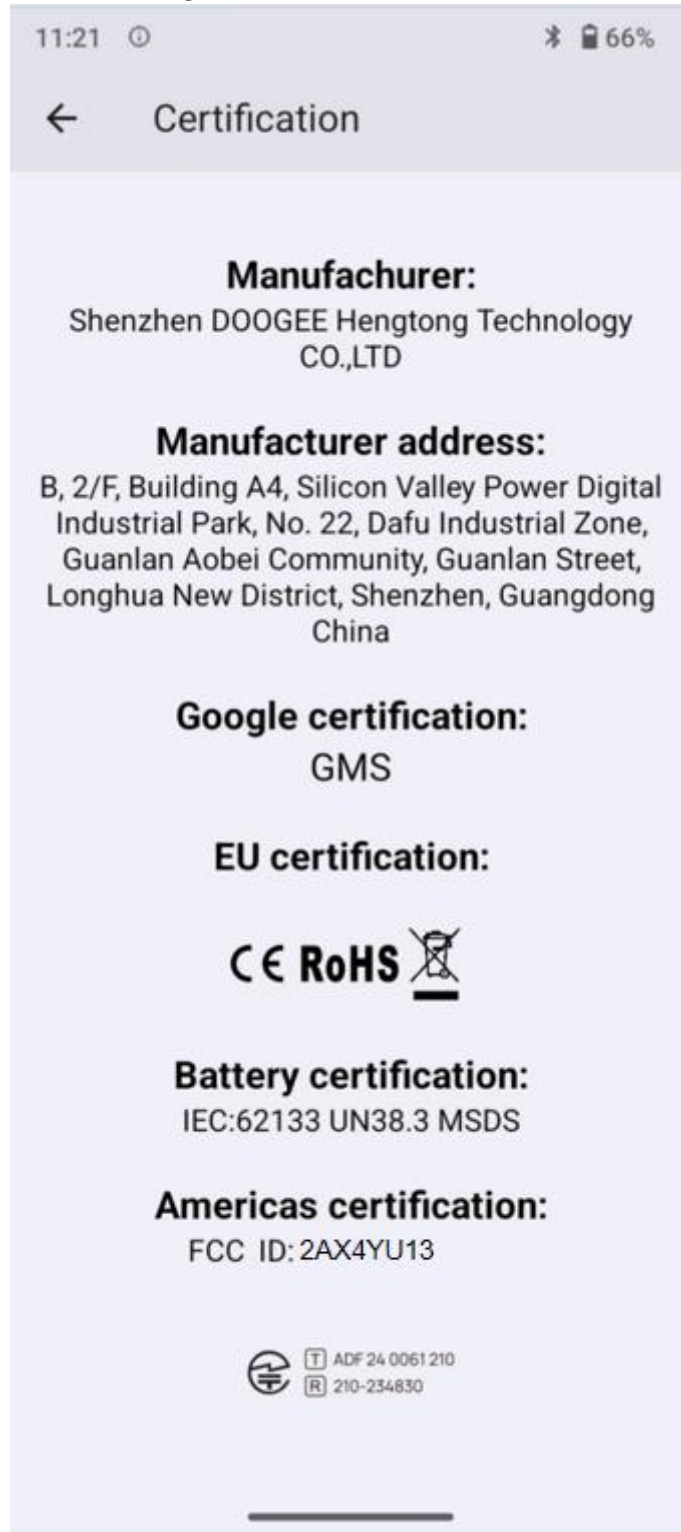 11:21
66%
Certification
Manufachurer:
Shenzhen DOOGEE Hengtong Technology
CO.,LTD
Manufacturer address:
B, 2/F, Building A4, Silicon Valley Power Digital
Industrial Park, No. 22, Dafu Industrial Zone,
Guanlan Aobei Community, Guanlan Street,
Longhua New District, Shenzhen, Guangdong
China
Google certification:
GMS
EU certification:
CE RoHS
Battery certification:
IEC:62133 UN38.3 MSDS
Americas certification:
FCC ID: 2AX4YU13
T ADF 24 0061 210
R 210-234830